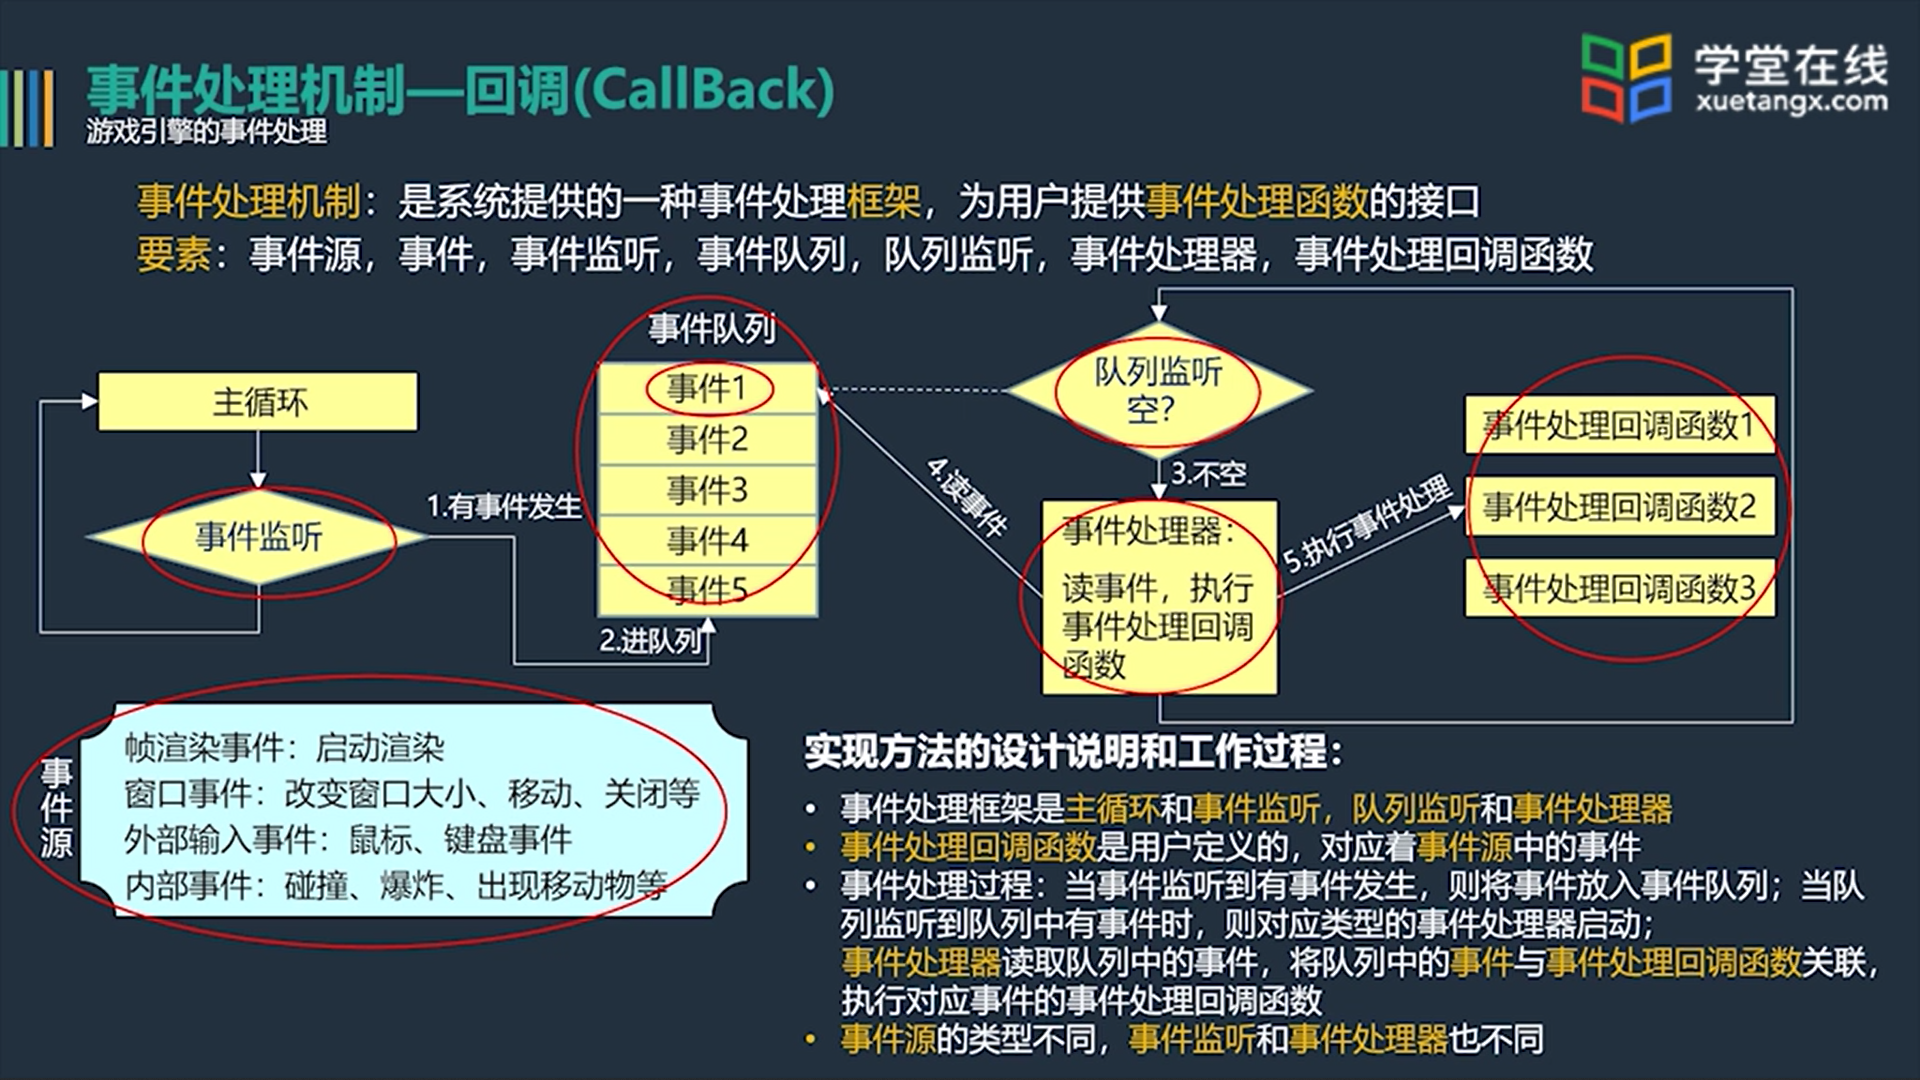 事件处理机制—回调(CallBack)
游戏引擎的事件处理
学堂在线
xuetangx.com
事件处理机制：是系统提供的一种事件处理框架，为用户提供事件处理函数的接口
要素：事件源，事件，事件监听，事件队列，队列监听，事件处理器，事件处理回调函数
主循环
事件监听
1.有事件发生
2.进队列
事件队列
事件1
事件2
事件3
事件4
事件5
队列监听
空?
3.不空
4.读事件
事件处理器：
读事件，执行
事件处理回调
函数
5.执行事件处理
事件处理回调函数1
事件处理回调函数2
事件处理回调函数3
事件源
帧渲染事件：启动渲染
窗口事件：改变窗口大小、移动、关闭等
外部输入事件：鼠标、键盘事件
内部事件：碰撞、爆炸、出现移动物等
实现方法的设计说明和工作过程：
• 事件处理框架是主循环和事件监听，队列监听和事件处理器
• 事件处理回调函数是用户定义的，对应着事件源中的事件
• 事件处理过程：当事件监听到有事件发生，则将事件放入事件队列；当队
列监听到队列中有事件时，则对应类型的事件处理器启动；
事件处理器读取队列中的事件，将队列中的事件与事件处理回调函数关联，
执行对应事件的事件处理回调函数
• 事件源的类型不同，事件监听和事件处理器也不同